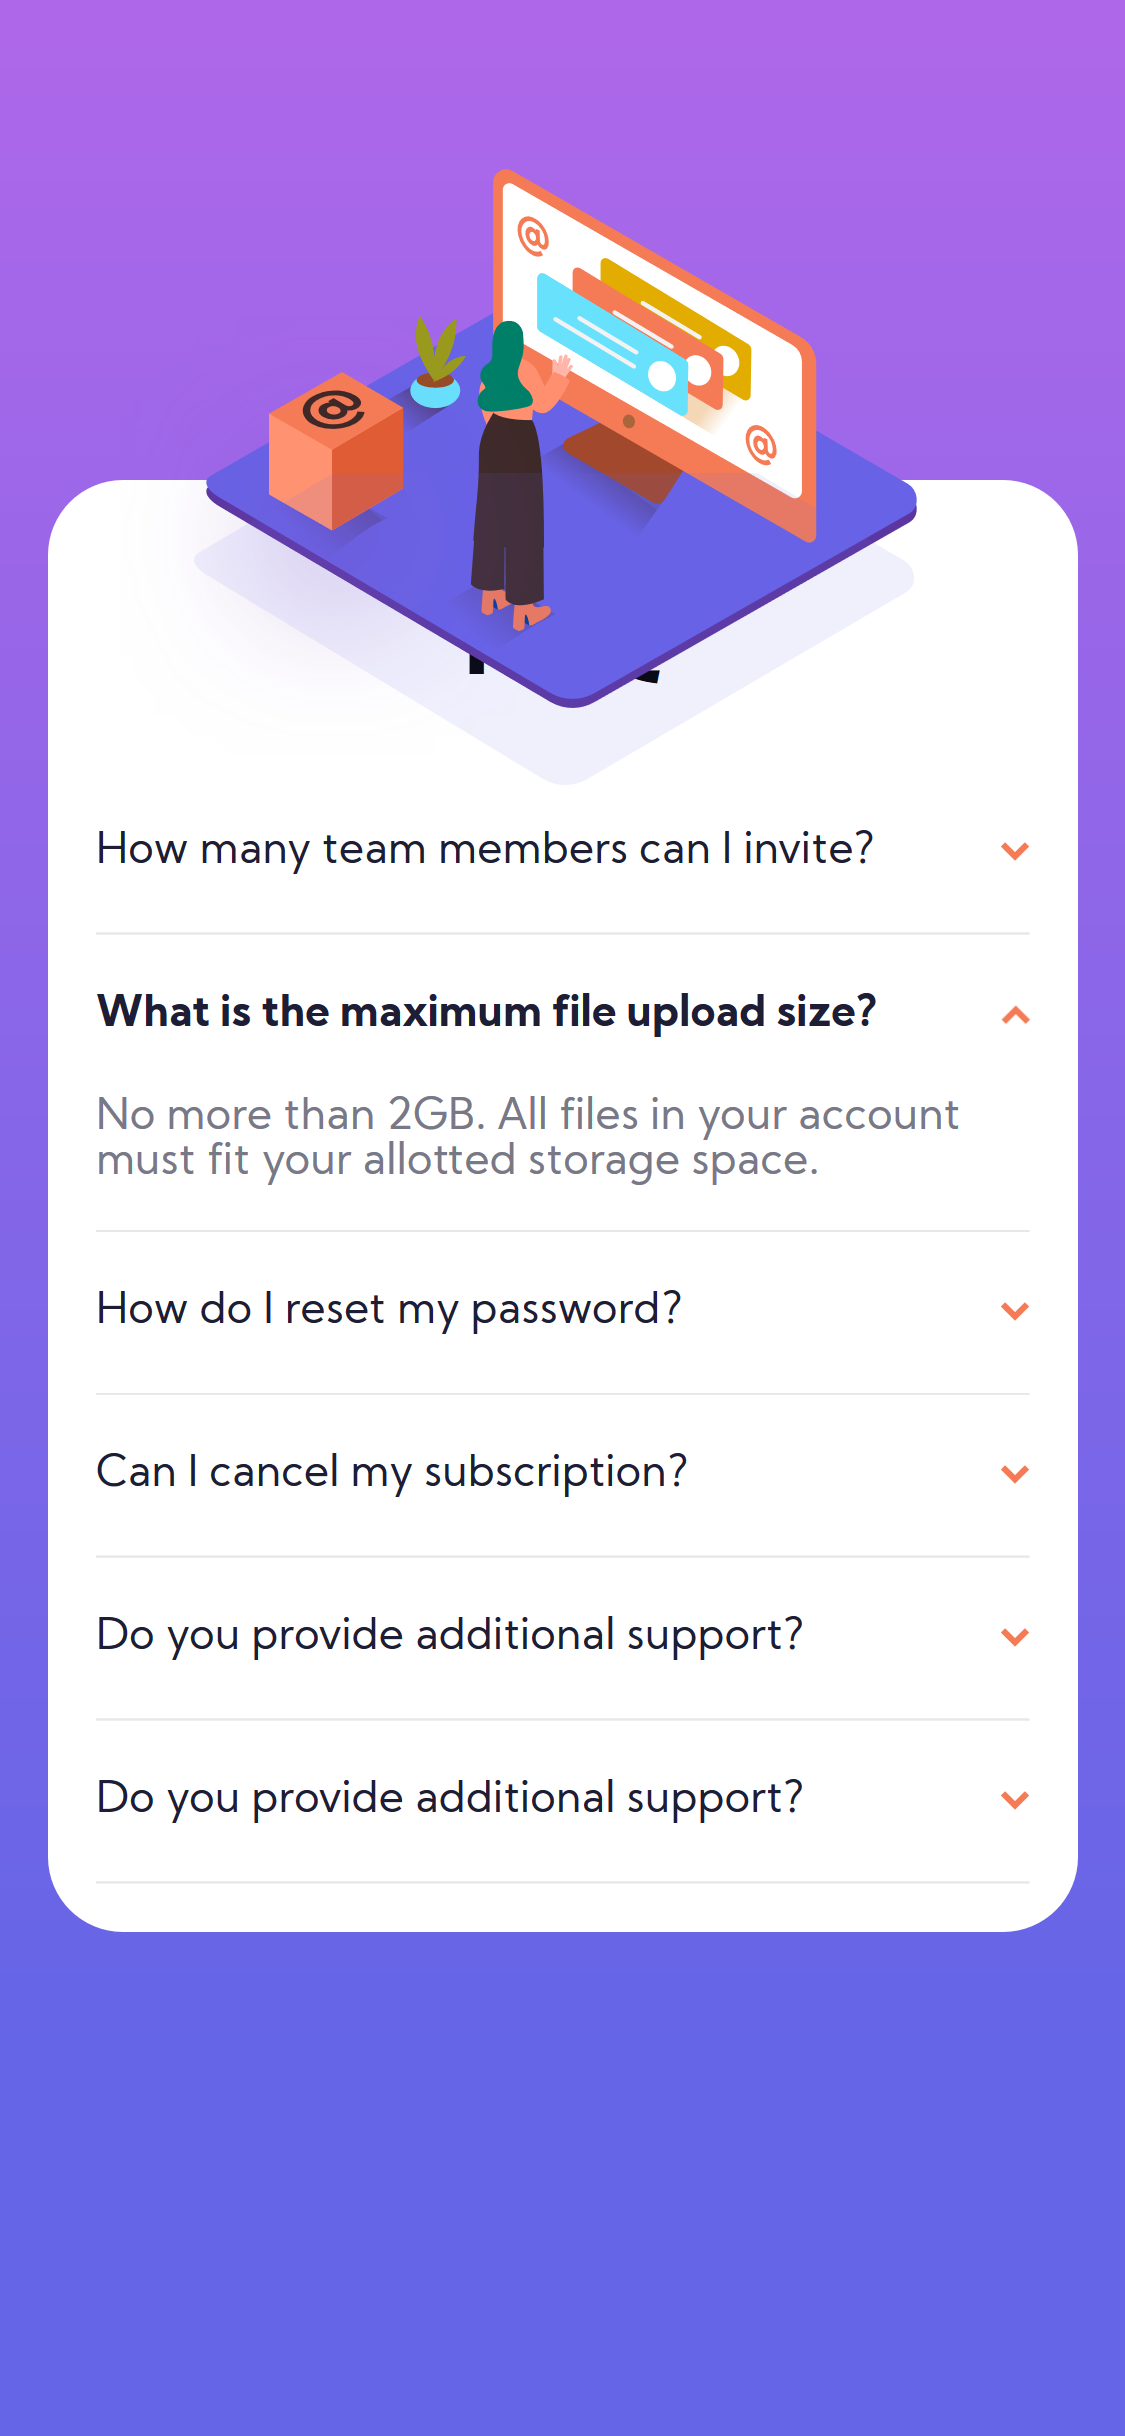 @
@
@
How many team members can I invite?
What is the maximum file upload size?
No more than 2GB. All files in your account
must fit your allotted storage space.
How do I reset my password?
Can I cancel my subscription?
Do you provide additional support?
Do you provide additional support?